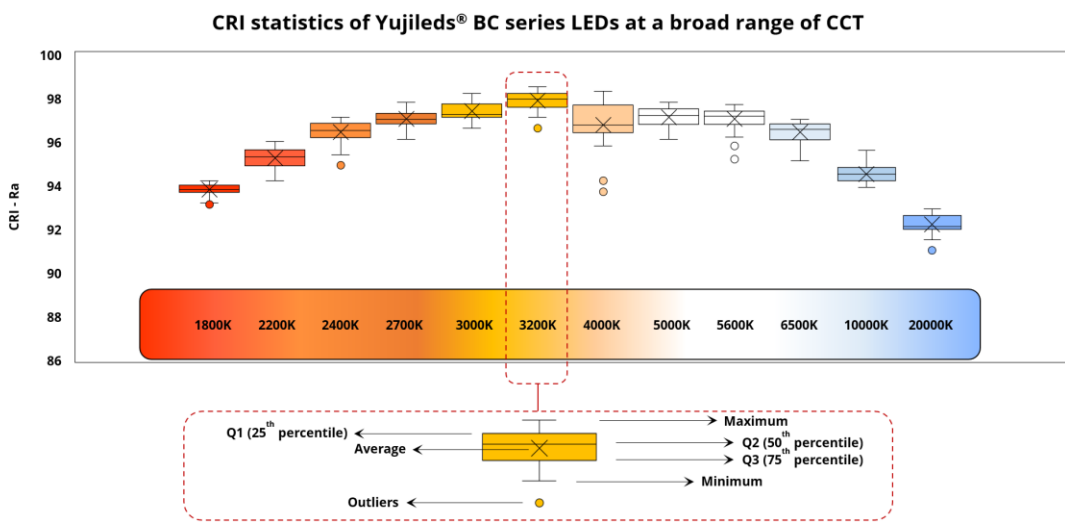 CRI statistics of Yujileds® BC series LEDs at a broad range of CCT
100
98
96
94
92
90
88
86
CRI - Ra
1800K 2200K 2400K 2700K 3000K 3200K 4000K 5000K 5600K 6500K 10000K 20000K
Maximum
Q1 (25th percentile)
Q2 (50th percentile)
Average
Q3 (75th percentile)
Minimum
Outliers